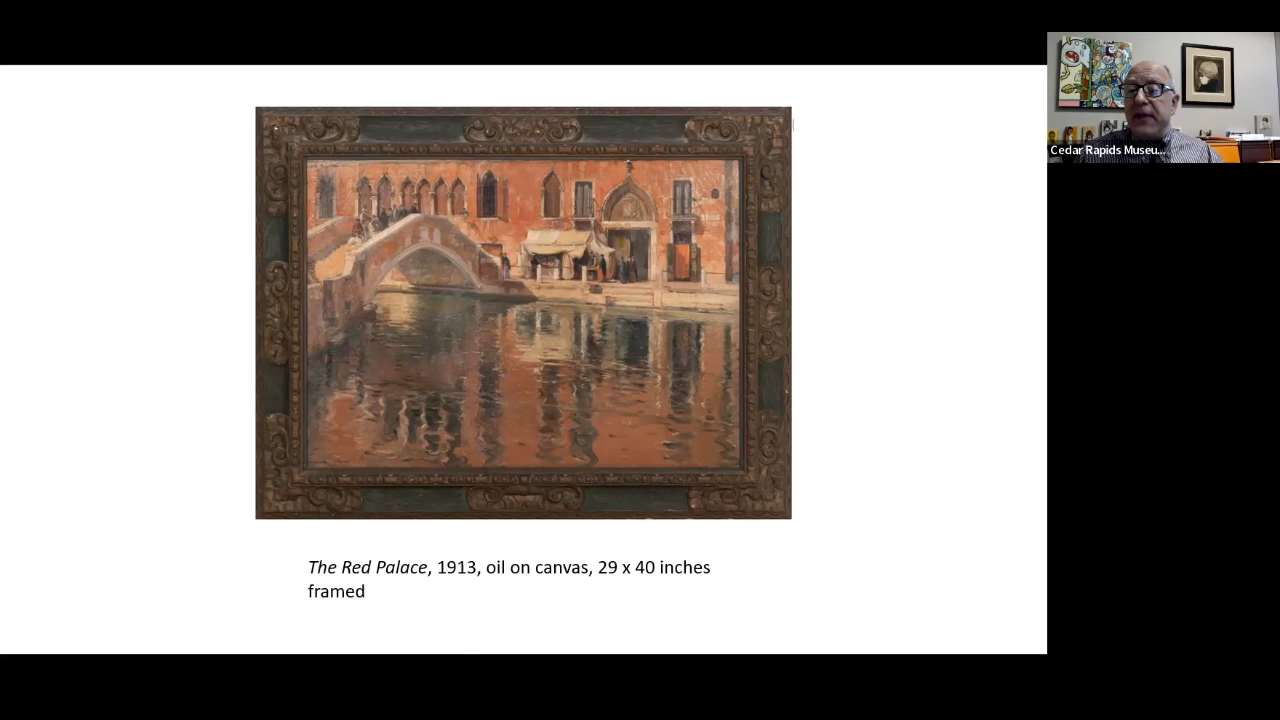 The Red Palace, 1913, oil on canvas, 29 x 40 inches
framed
Cedar Rapids Museu...